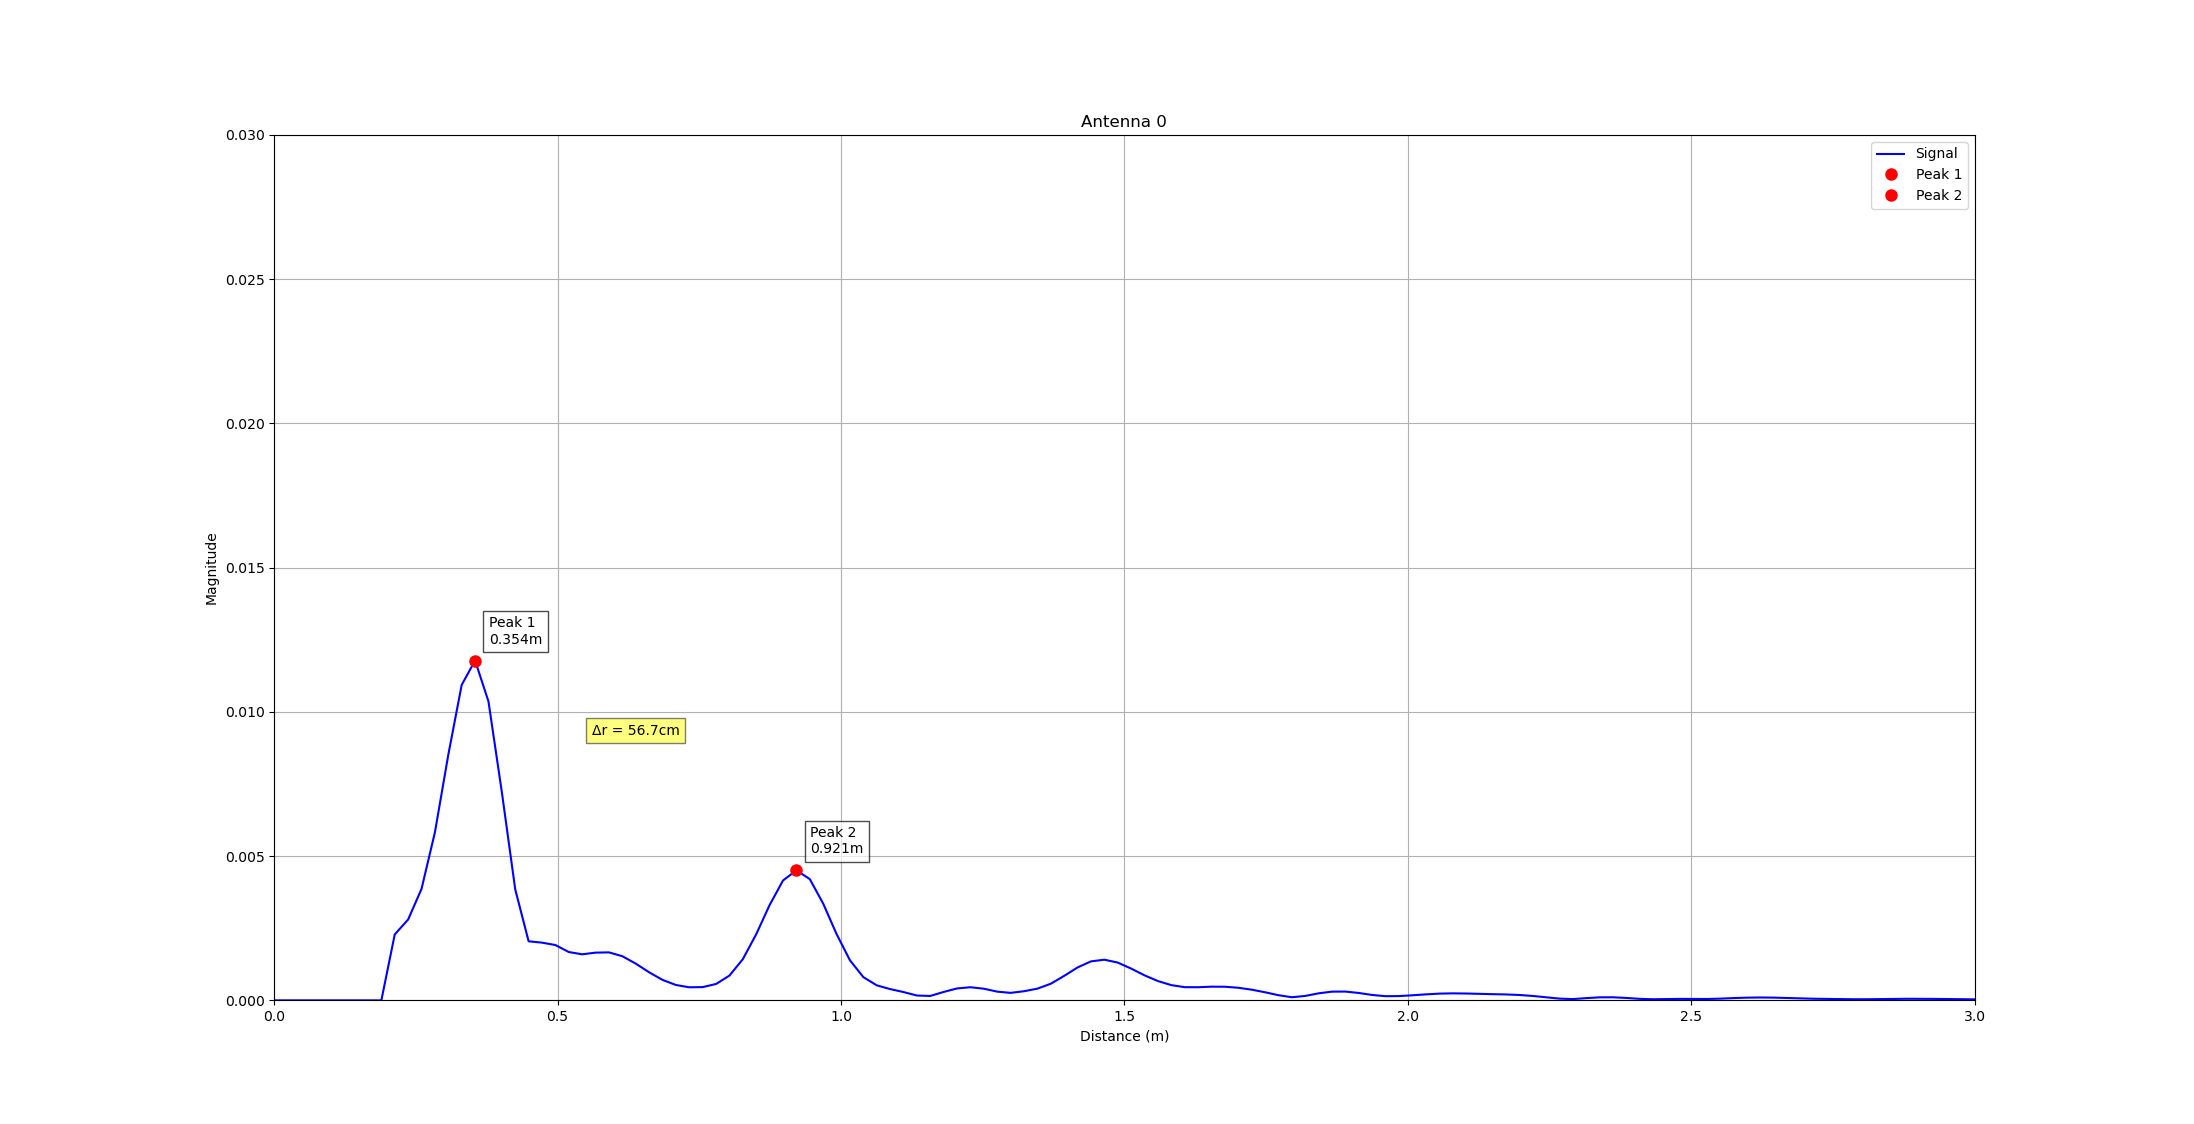 Antenna 0
0.030
0.025
0.020
0.015
0.010
0.005
0.000
Magnitude
Signal
Peak 1
Peak 2
Peak 1
0.354m
Δr = 56.7cm
Peak 2
0.921m
0.0
0.5
1.0
1.5
2.0
2.5
3.0
Distance (m)